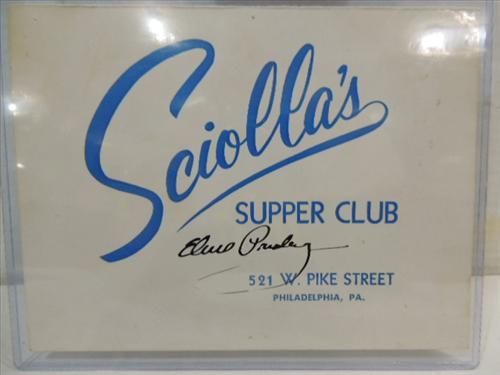 Sciolla's
SUPPER CLUB
Elvis Presley
521 W. PIKE STREET
PHILADELPHIA, PA.